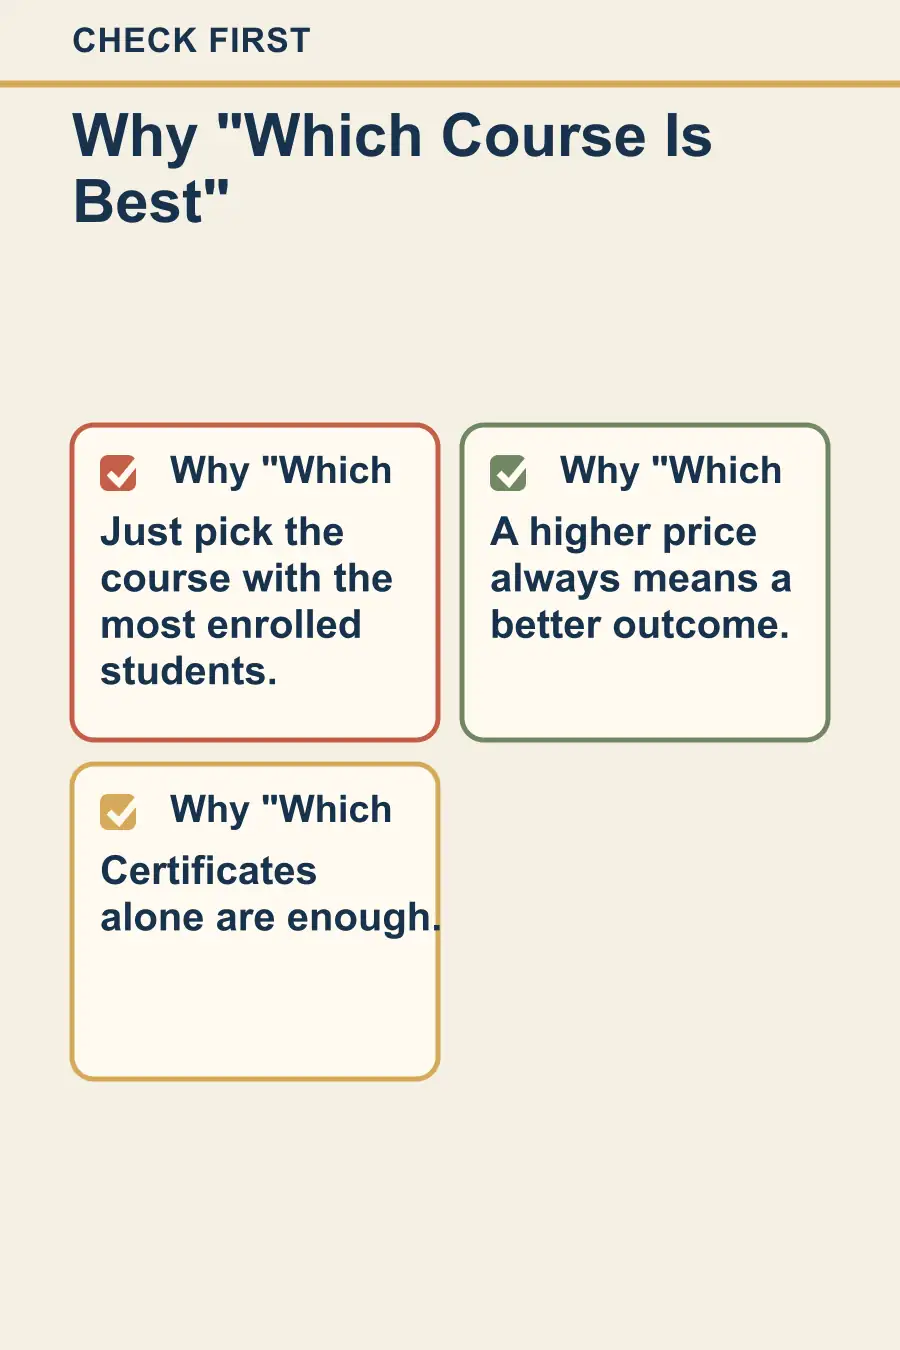 CHECK FIRST
Why "Which Course Is
Best"
Why "Which
Just pick the
course with the
most enrolled
students.
Why "Which
A higher price
always means a
better outcome.
Why "Which
Certificates
alone are enough.